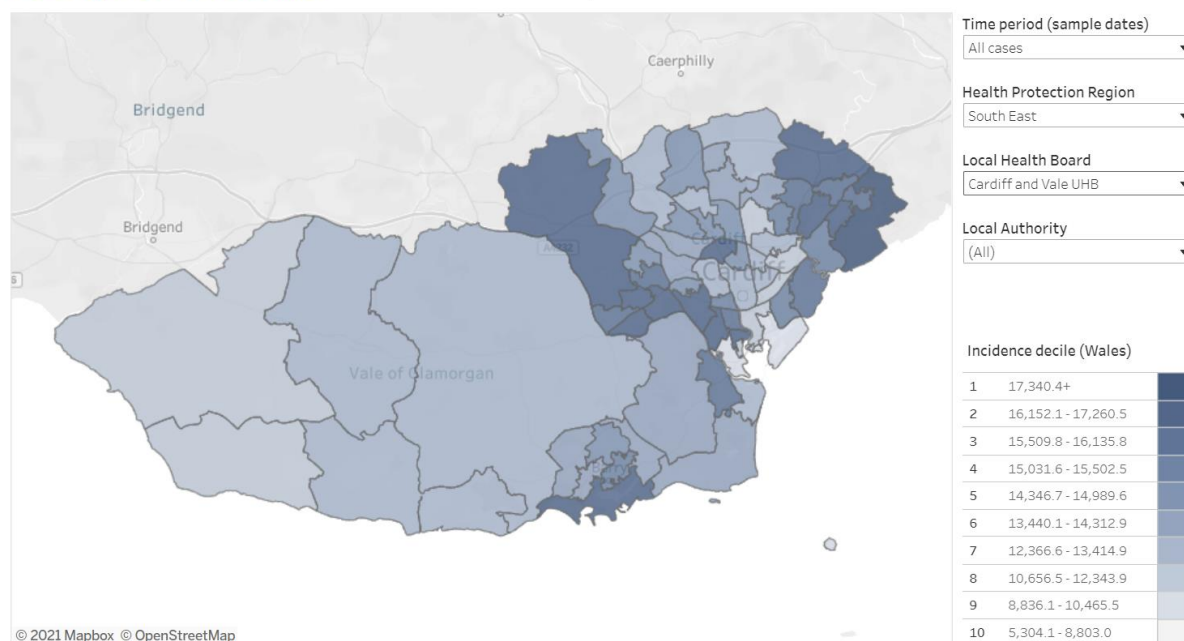 Caerphilly
Bridgend
Bridgend
A4232
Cardiff
Cardiff
Vale of Glamorgan
Barry
© 2021 Mapbox © OpenStreetMap
Time period (sample dates)
All cases
Health Protection Region
South East
Local Health Board
Cardiff and Vale UHB
Local Authority
(All)
Incidence decile (Wales)
1 17,340.4+
2 16,152.1 - 17,260.5
3 15,509.8 - 16,135.8
4 15,031.6 - 15,502.5
5 14,346.7 - 14,989.6
6 13,440.1 - 14,312.9
7 12,366.6 - 13,414.9
8 10,656.5 - 12,343.9
9 8,836.1 - 10,465.5
10 5,304.1 - 8,803.0